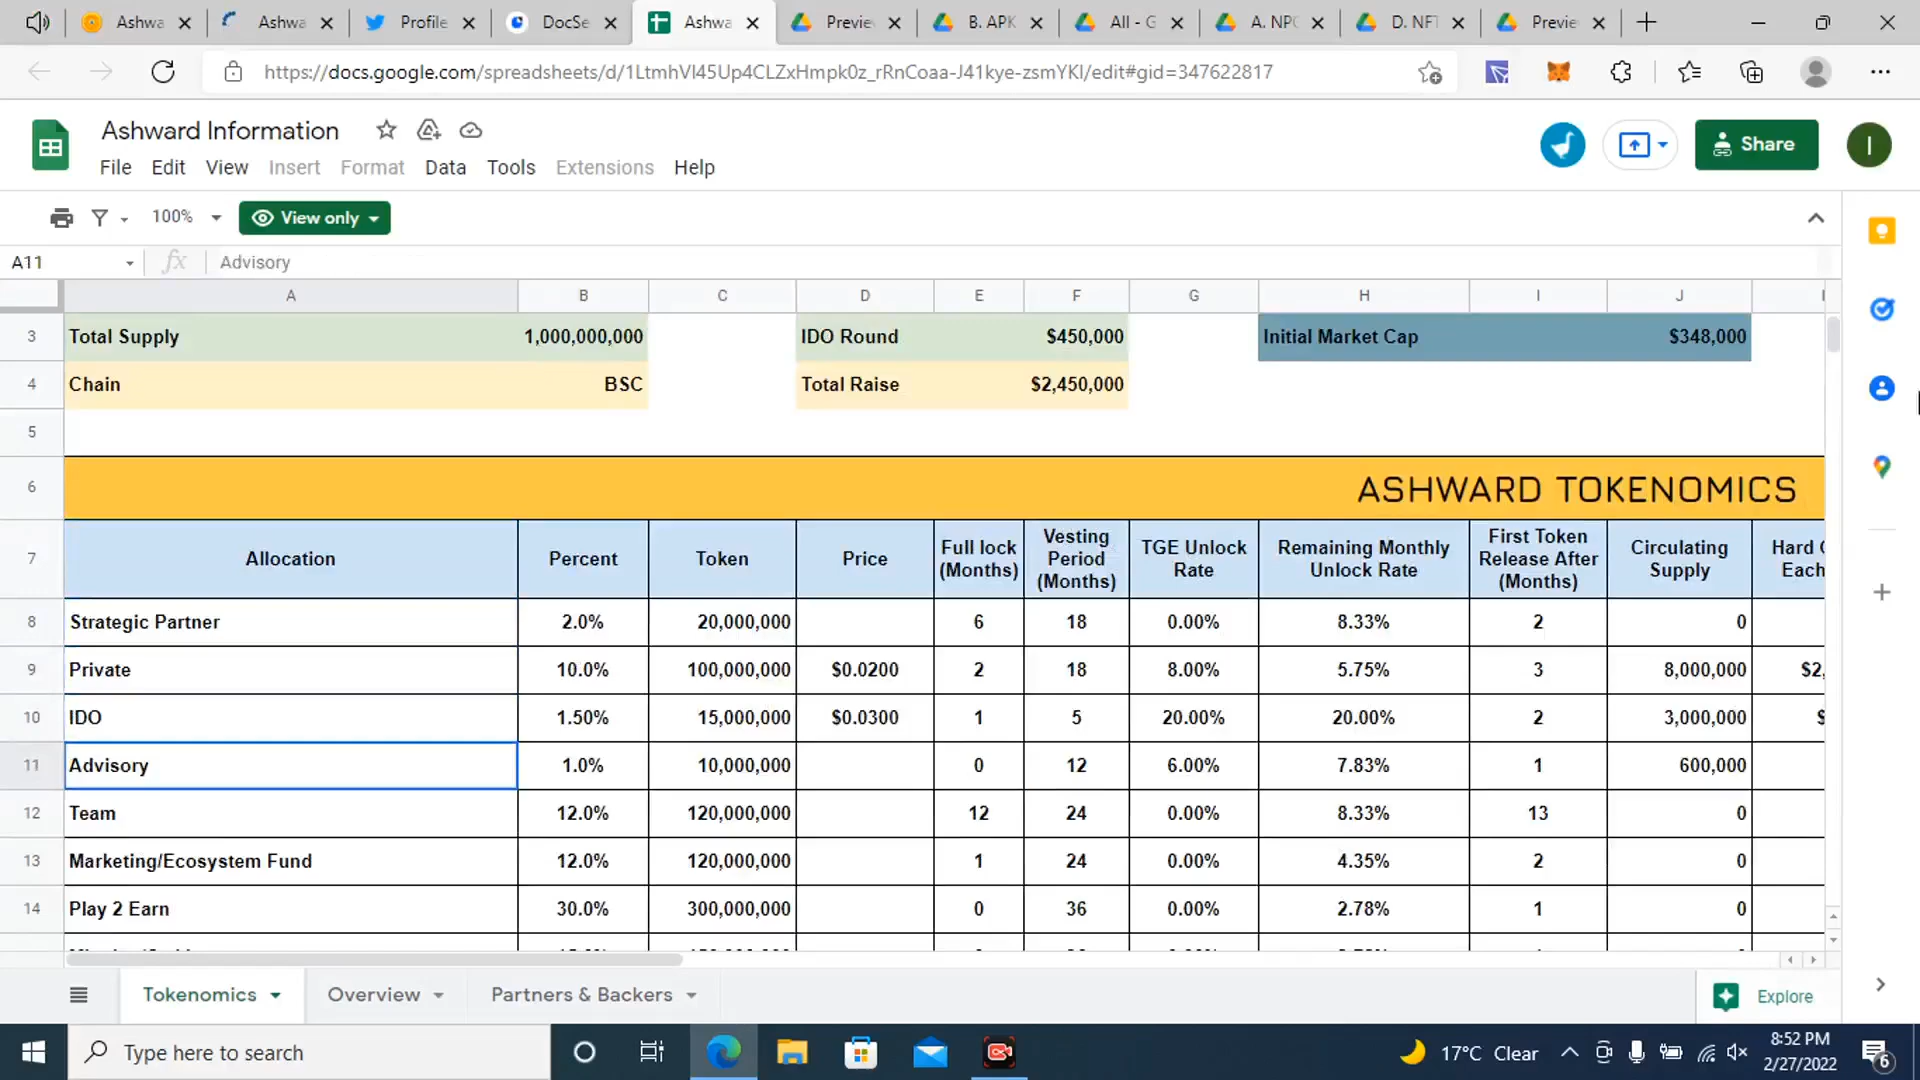 Ashwa
Ashwa
Profile
DocSe
Ashwa
Preview
B. APK
All - G
A. NPC
D. NFT
Previe
https://docs.google.com/spreadsheets/d/1LtmhVl45Up4CLZxHmpk0z_rRnCoaa-J41kye-zsmYKI/edit#gid=347622817
Ashward Information
File Edit View Insert Format Data Tools Extensions Help
Share
I
100%
View only
A11
fx
Advisory
A B C D E F G H I J
3 Total Supply 1,000,000,000 IDO Round $450,000 Initial Market Cap $348,000
4 Chain BSC Total Raise $2,450,000
5
6 ASHWARD TOKENOMICS
7 Allocation Percent Token Price Full lock (Months) Vesting Period (Months) TGE Unlock Rate Remaining Monthly Unlock Rate First Token Release After (Months) Circulating Supply Hard Each
8 Strategic Partner 2.0% 20,000,000 6 18 0.00% 8.33% 2 0
9 Private 10.0% 100,000,000 $0.0200 2 18 8.00% 5.75% 3 8,000,000 $2,
10 IDO 1.50% 15,000,000 $0.0300 1 5 20.00% 20.00% 2 3,000,000 $
11 Advisory 1.0% 10,000,000 0 12 6.00% 7.83% 1 600,000
12 Team 12.0% 120,000,000 12 24 0.00% 8.33% 13 0
13 Marketing/Ecosystem Fund 12.0% 120,000,000 1 24 0.00% 4.35% 2 0
14 Play 2 Earn 30.0% 300,000,000 0 36 0.00% 2.78% 1 0
Tokenomics Overview Partners & Backers
Explore
Type here to search
17°C Clear
8:52 PM
2/27/2022
6